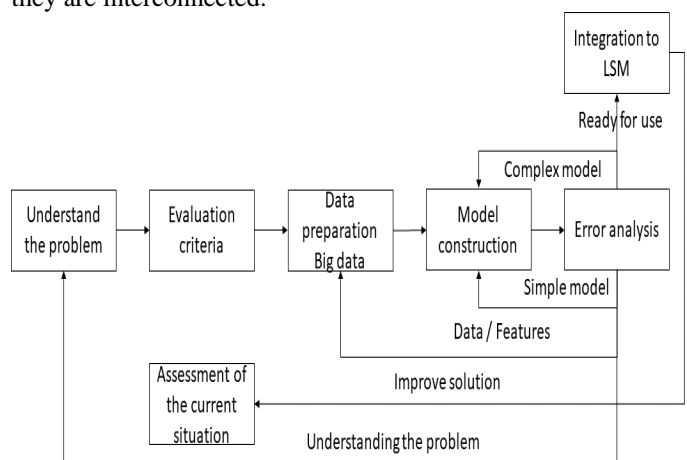 they are interconnected.
Integration to
LSM
Ready for use
Complex model
Understand
the problem
Evaluation
criteria
Data
preparation
Big data
Model
construction
Error analysis
Simple model
Data / Features
Assessment of
the current
situation
Improve solution
Understanding the problem